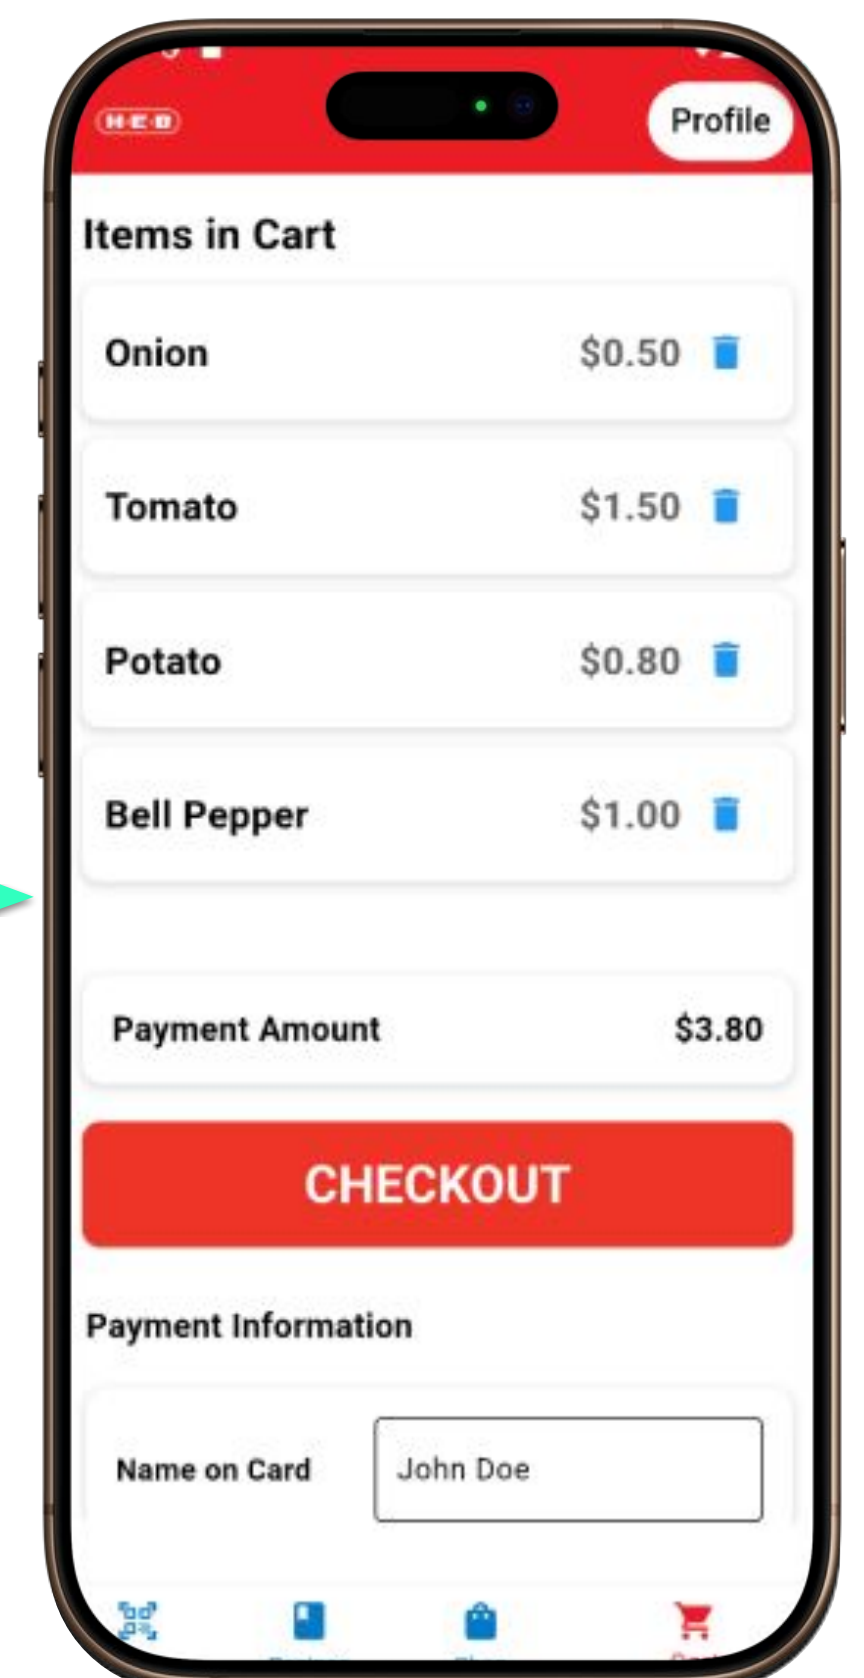 H-E-B
Profile
Items in Cart
Onion $0.50
Tomato $1.50
Potato $0.80
Bell Pepper $1.00
Payment Amount $3.80
CHECKOUT
Payment Information
Name on Card John Doe